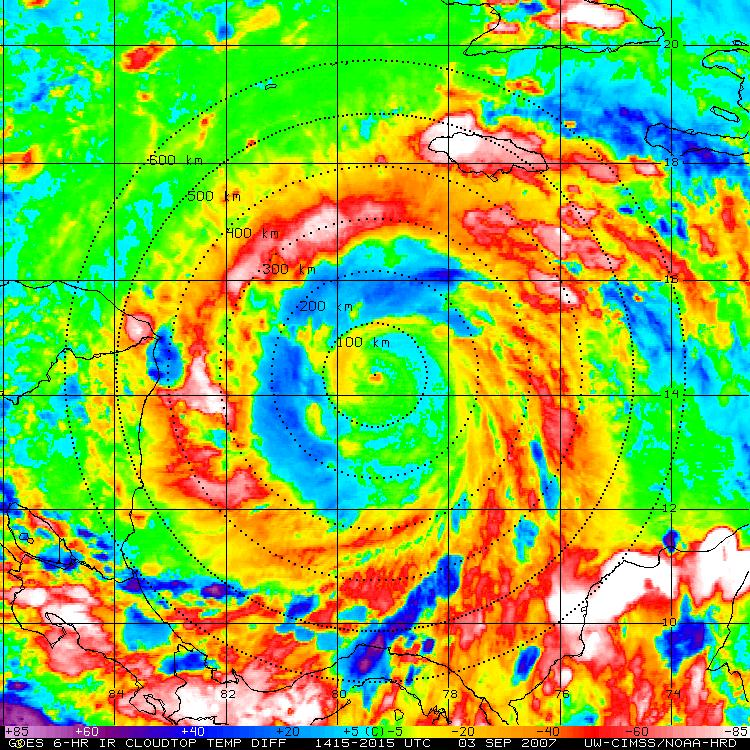 20
600 km
18
500 km
400 km
300 km
16
200 km
100 km
14
12
10
84 82 80 78 76 74
+85 +60 +40 +20 +5 (C) -5 -20 -40 -60 -85
GOES 6-HR IR CLOUDTOP TEMP DIFF 1415-2015 UTC 03 SEP 2007 UW-CIMSS/NOAA-HRD